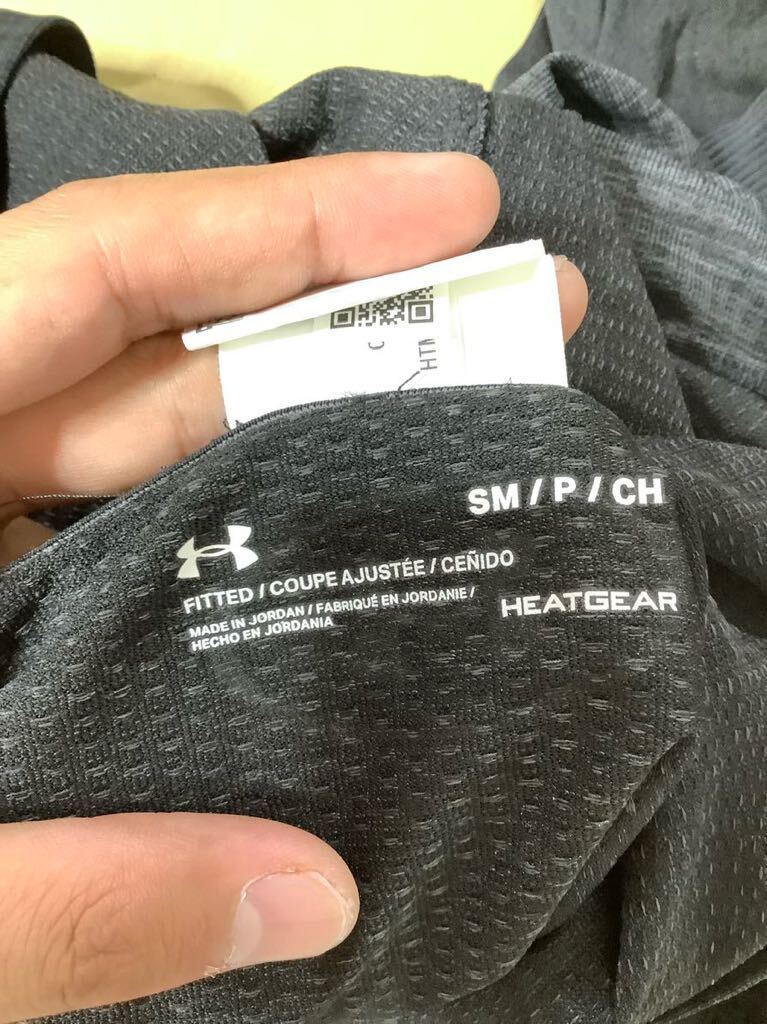 SM / P / CH
FITTED / COUPE AJUSTÉE / CEÑIDO
MADE IN JORDAN / FABRIQUÉ EN JORDANIE /
HECHO EN JORDANIA
HEATGEAR